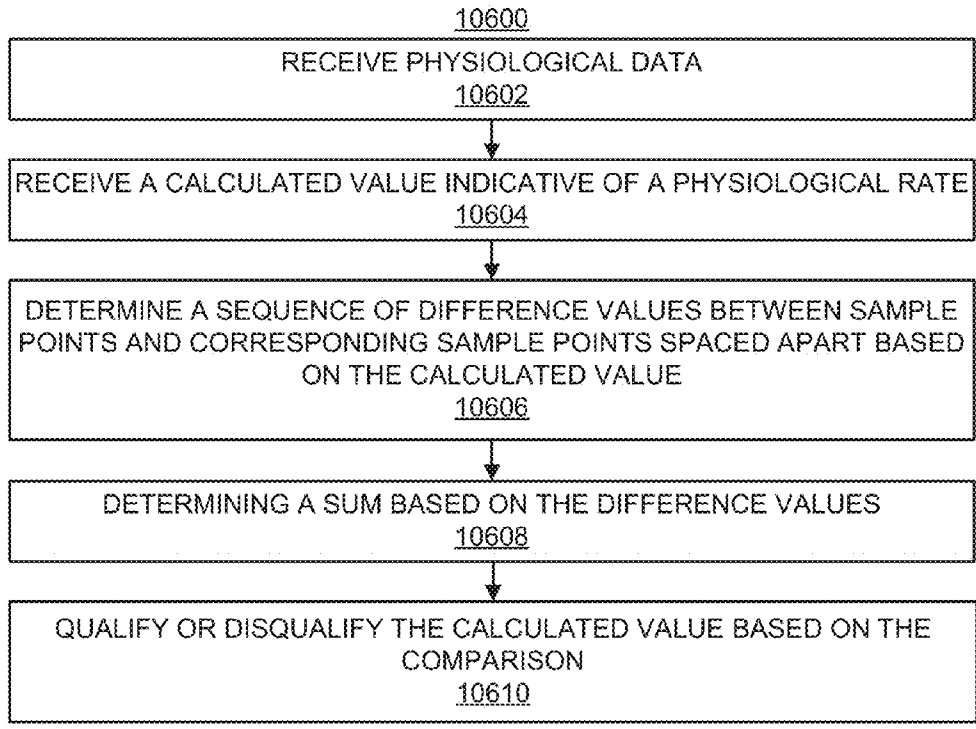 10600
RECEIVE PHYSIOLOGICAL DATA
10602
RECEIVE A CALCULATED VALUE INDICATIVE OF A PHYSIOLOGICAL RATE
10604
DETERMINE A SEQUENCE OF DIFFERENCE VALUES BETWEEN SAMPLE
POINTS AND CORRESPONDING SAMPLE POINTS SPACED APART BASED
ON THE CALCULATED VALUE
10606
DETERMINING A SUM BASED ON THE DIFFERENCE VALUES
10608
QUALIFY OR DISQUALIFY THE CALCULATED VALUE BASED ON THE
COMPARISON
10610